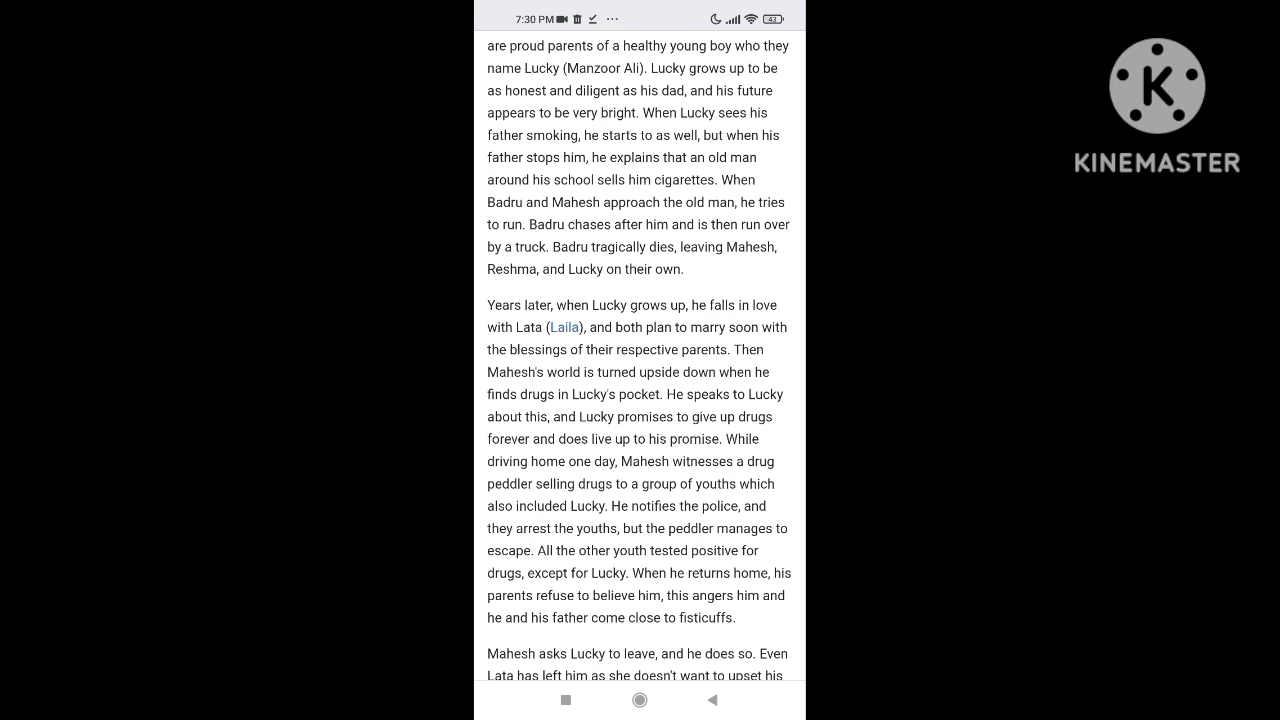 7:30 PM
43
are proud parents of a healthy young boy who they
name Lucky (Manzoor Ali). Lucky grows up to be
as honest and diligent as his dad, and his future
appears to be very bright. When Lucky sees his
father smoking, he starts to as well, but when his
father stops him, he explains that an old man
around his school sells him cigarettes. When
Badru and Mahesh approach the old man, he tries
to run. Badru chases after him and is then run over
by a truck. Badru tragically dies, leaving Mahesh,
Reshma, and Lucky on their own.
Years later, when Lucky grows up, he falls in love
with Lata (Laila), and both plan to marry soon with
the blessings of their respective parents. Then
Mahesh's world is turned upside down when he
finds drugs in Lucky's pocket. He speaks to Lucky
about this, and Lucky promises to give up drugs
forever and does live up to his promise. While
driving home one day, Mahesh witnesses a drug
peddler selling drugs to a group of youths which
also included Lucky. He notifies the police, and
they arrest the youths, but the peddler manages to
escape. All the other youth tested positive for
drugs, except for Lucky. When he returns home, his
parents refuse to believe him, this angers him and
he and his father come close to fisticuffs.
Mahesh asks Lucky to leave, and he does so. Even
Lata has left him as she doesn't want to upset his
K
KINEMASTER